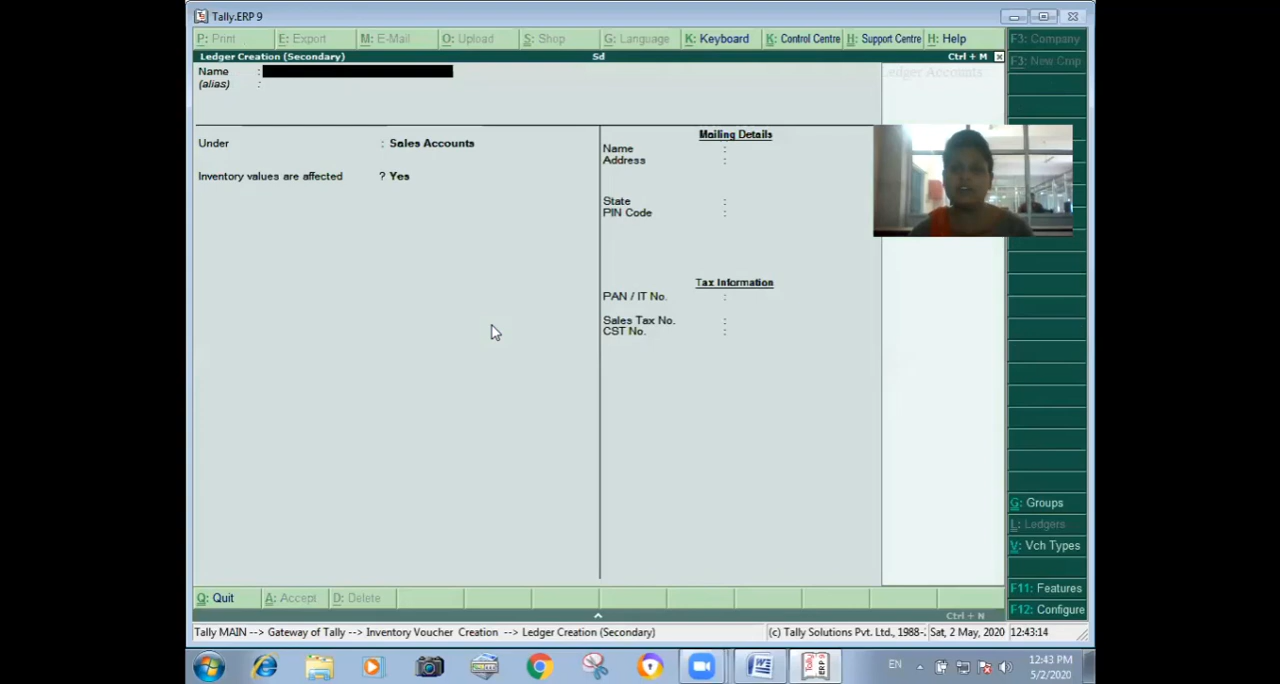 Tally.ERP 9
P: Print E: Export M: E-Mail O: Upload S: Shop G: Language K: Keyboard K: Control Centre H: Support Centre H: Help F3: Company
Ledger Creation (Secondary) Sd Ctrl + M
F3: New Cmp
Name :
(alias) :
Ledger Accounts
Under : Sales Accounts
Inventory values are affected ? Yes
Mailing Details
Name :
Address :
State :
PIN Code :
Tax Information
PAN / IT No. :
Sales Tax No. :
CST No. :
G: Groups
L: Ledgers
V: Vch Types
F11: Features
F12: Configure
Q: Quit A: Accept D: Delete
Ctrl + N
Tally MAIN --> Gateway of Tally --> Inventory Voucher Creation --> Ledger Creation (Secondary) (c) Tally Solutions Pvt. Ltd., 1988-2 Sat, 2 May, 2020 12:43:14
EN 12:43 PM
5/2/2020